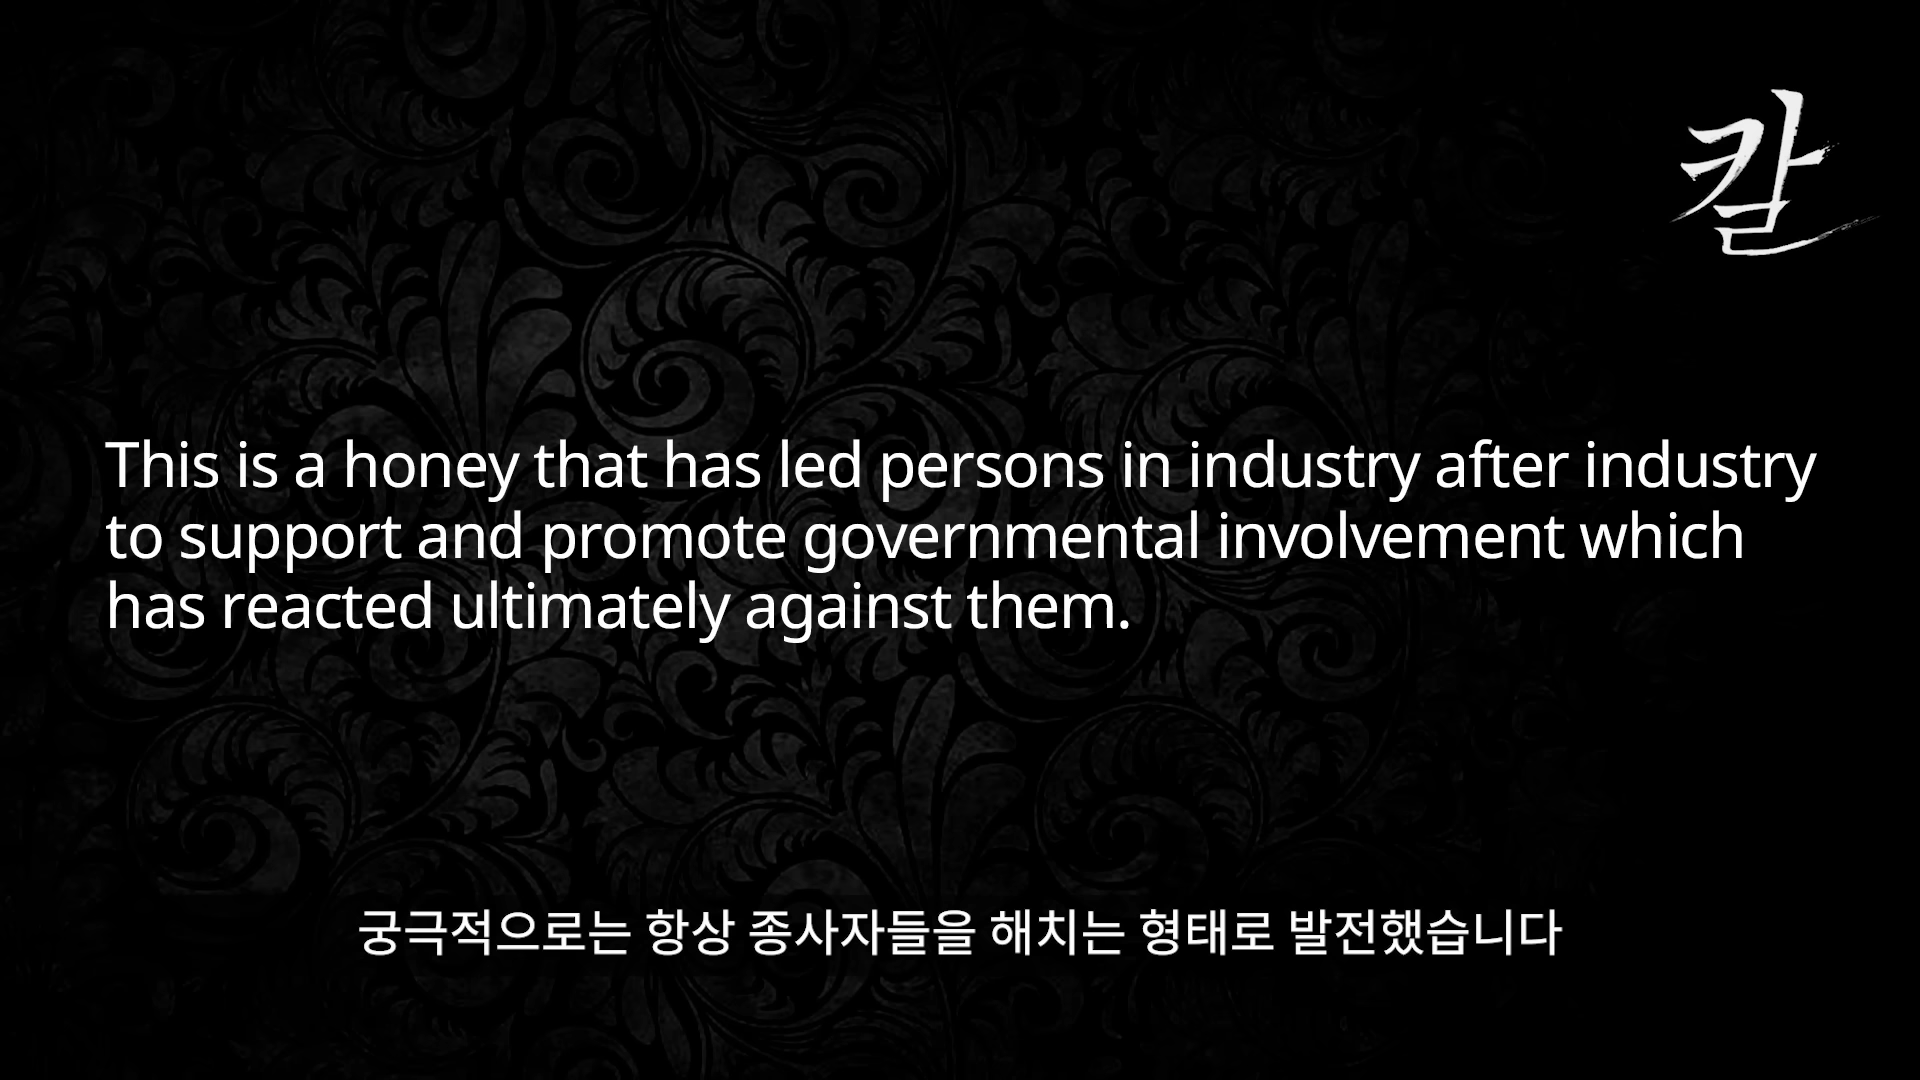 칼
This is a honey that has led persons in industry after industry
to support and promote governmental involvement which
has reacted ultimately against them.
궁극적으로는 항상 종사자들을 해치는 형태로 발전했습니다